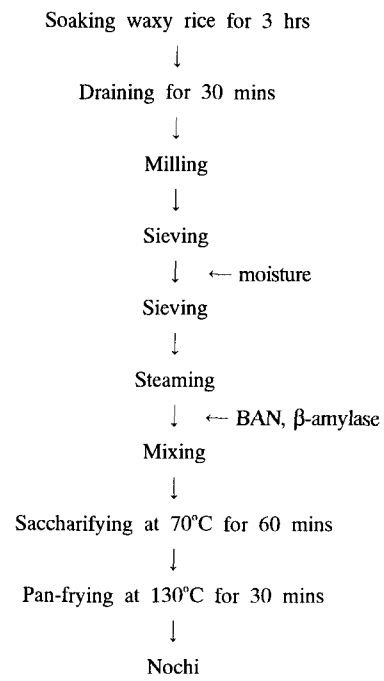 Soaking waxy rice for 3 hrs
↓
Draining for 30 mins
↓
Milling
↓
Sieving
↓ ← moisture
Sieving
↓
Steaming
↓ ← BAN, β-amylase
Mixing
↓
Saccharifying at 70°C for 60 mins
↓
Pan-frying at 130°C for 30 mins
↓
Nochi